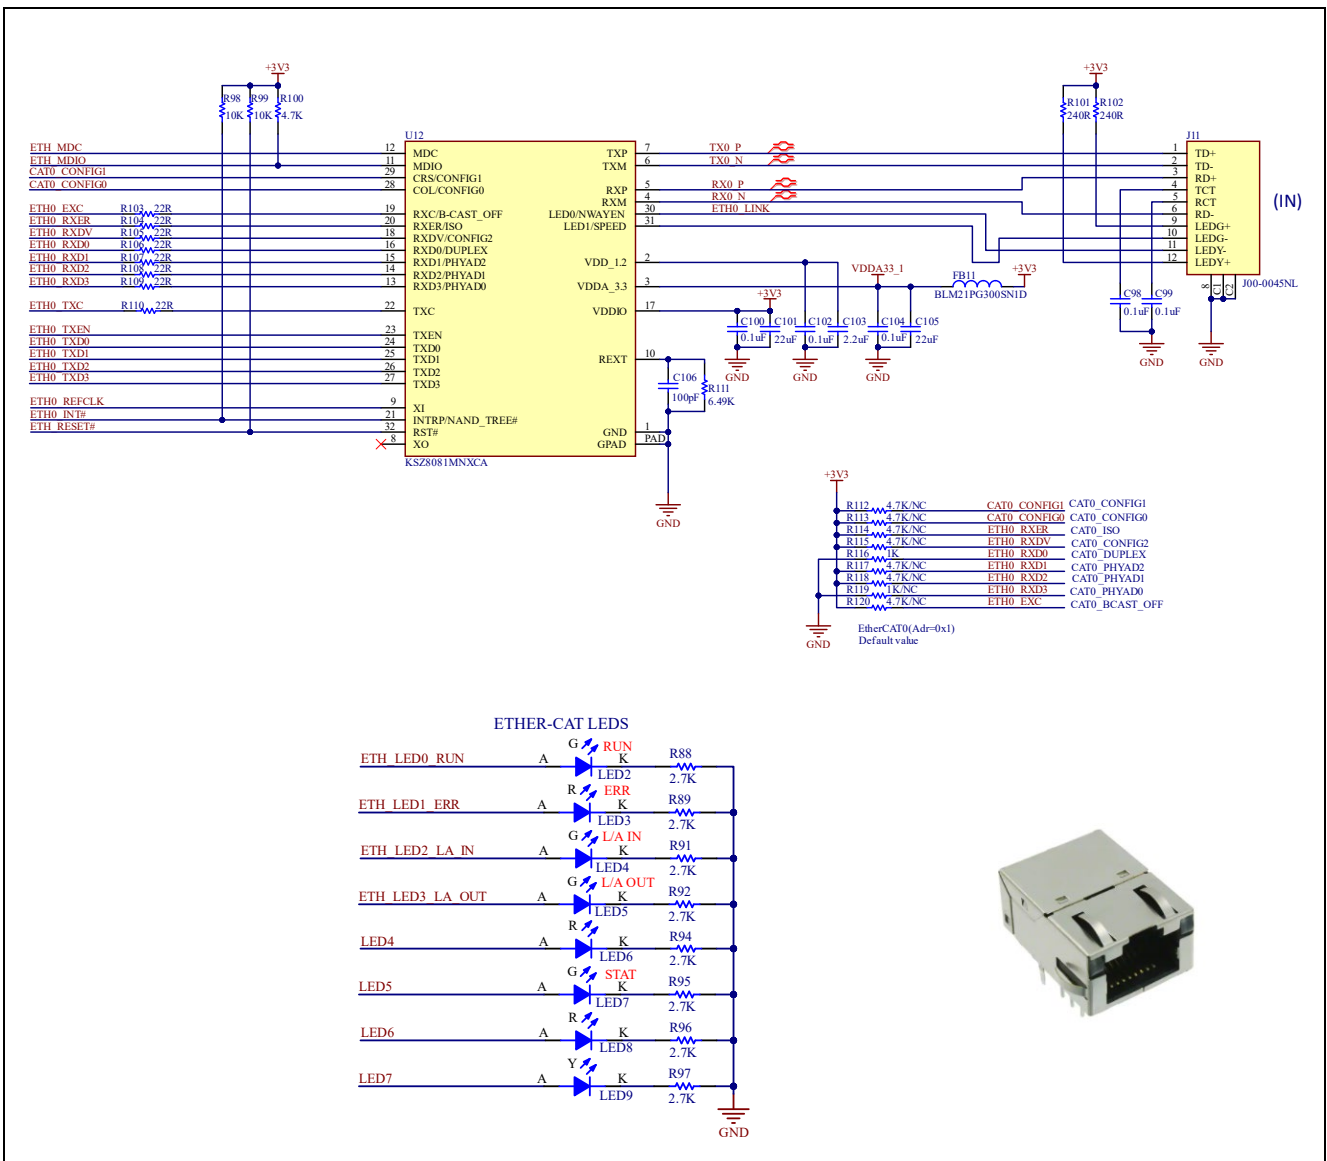 +3V3
R98
R99
R100
10K
10K
4.7K
ETH_MDC
ETH_MDIO
CAT0_CONFIG1
CAT0_CONFIG0
ETH0_EXC
ETH0_RXER
ETH0_RXDV
ETH0_RXD0
ETH0_RXD1
ETH0_RXD2
ETH0_RXD3
ETH0_TXC
ETH0_TXEN
ETH0_TXD0
ETH0_TXD1
ETH0_TXD2
ETH0_TXD3
ETH0_REFCLK
ETH0_INT#
ETH_RESET#
R103 22R
R104 22R
R105 22R
R106 22R
R107 22R
R108 22R
R109 22R
R110 22R
U12
12 MDC
11 MDIO
29 CRS/CONFIG1
28 COL/CONFIG0
19 RXC/B-CAST_OFF
20 RXER/ISO
18 RXDV/CONFIG2
16 RXD0/DUPLEX
15 RXD1/PHYAD2
14 RXD2/PHYAD1
13 RXD3/PHYAD0
22 TXC
23 TXEN
24 TXD0
25 TXD1
26 TXD2
27 TXD3
9 XI
21 INTRP/NAND_TREE#
32 RST#
8 XO
TXP 7
TXM 6
RXP 5
RXM 4
LED0/NWAYEN 30
LED1/SPEED 31
VDD_1.2 2
VDDA_3.3 3
VDDIO 17
REXT 10
GND 1
GPAD PAD
KSZ8081MNXCA
TX0_P
TX0_N
RX0_P
RX0_N
ETH0_LINK
VDDA33_1
FB11
+3V3
BLM21PG300SN1D
+3V3
C100
0.1uF
C101
22uF
C102
0.1uF
C103
2.2uF
C104
0.1uF
C105
22uF
GND
GND
GND
C106
100pF
R111
6.49K
GND
+3V3
R101
R102
240R
240R
J11
1 TD+
2 TD-
3 RD+
4 TCT
5 RCT
6 RD-
9 LEDG+
10 LEDG-
11 LEDY-
12 LEDY+
8
C1
C2
(IN)
J00-0045NL
C98
0.1uF
C99
0.1uF
GND
GND
+3V3
R112 4.7K/NC CAT0_CONFIG1 CAT0_CONFIG1
R113 4.7K/NC CAT0_CONFIG0 CAT0_CONFIG0
R114 4.7K/NC ETH0_RXER CAT0_ISO
R115 4.7K/NC ETH0_RXDV CAT0_CONFIG2
R116 1K ETH0_RXD0 CAT0_DUPLEX
R117 4.7K/NC ETH0_RXD1 CAT0_PHYAD2
R118 4.7K/NC ETH0_RXD2 CAT0_PHYAD1
R119 1K/NC ETH0_RXD3 CAT0_PHYAD0
R120 4.7K/NC ETH0_EXC CAT0_BCAST_OFF
GND
EtherCAT0(Adr=0x1)
Default value
ETHER-CAT LEDS
ETH_LED0_RUN A G RUN K LED2 R88 2.7K
ETH_LED1_ERR A R ERR K LED3 R89 2.7K
ETH_LED2_LA_IN A G L/A IN K LED4 R91 2.7K
ETH_LED3_LA_OUT A G L/A OUT K LED5 R92 2.7K
LED4 A R K LED6 R94 2.7K
LED5 A G STAT K LED7 R95 2.7K
LED6 A R K LED8 R96 2.7K
LED7 A Y K LED9 R97 2.7K
GND